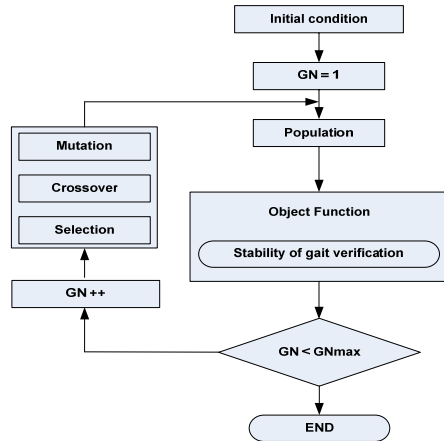 Initial condition
GN = 1
Population
Mutation
Crossover
Selection
Object Function
Stability of gait verification
GN ++
GN < GNmax
END